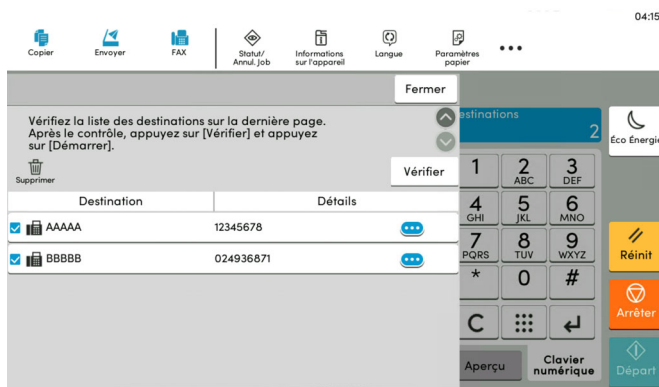 04:15
Copier
Envoyer
FAX
Statut/
Annul. Job
Informations
sur l'appareil
Langue
Paramètres
papier
Fermer
Vérifiez la liste des destinations sur la dernière page.
Après le contrôle, appuyez sur [Vérifier] et appuyez
sur [Démarrer].
Supprimer
Vérifier
Destination
Détails
AAAAA
12345678
BBBBB
024936871
estinations
2
1
2
ABC
3
DEF
4
GHI
5
JKL
6
MNO
7
PQRS
8
TUV
9
WXYZ
*
0
#
C
Aperçu
Clavier
numérique
Éco Énergie
Réinit
Arrêter
Départ